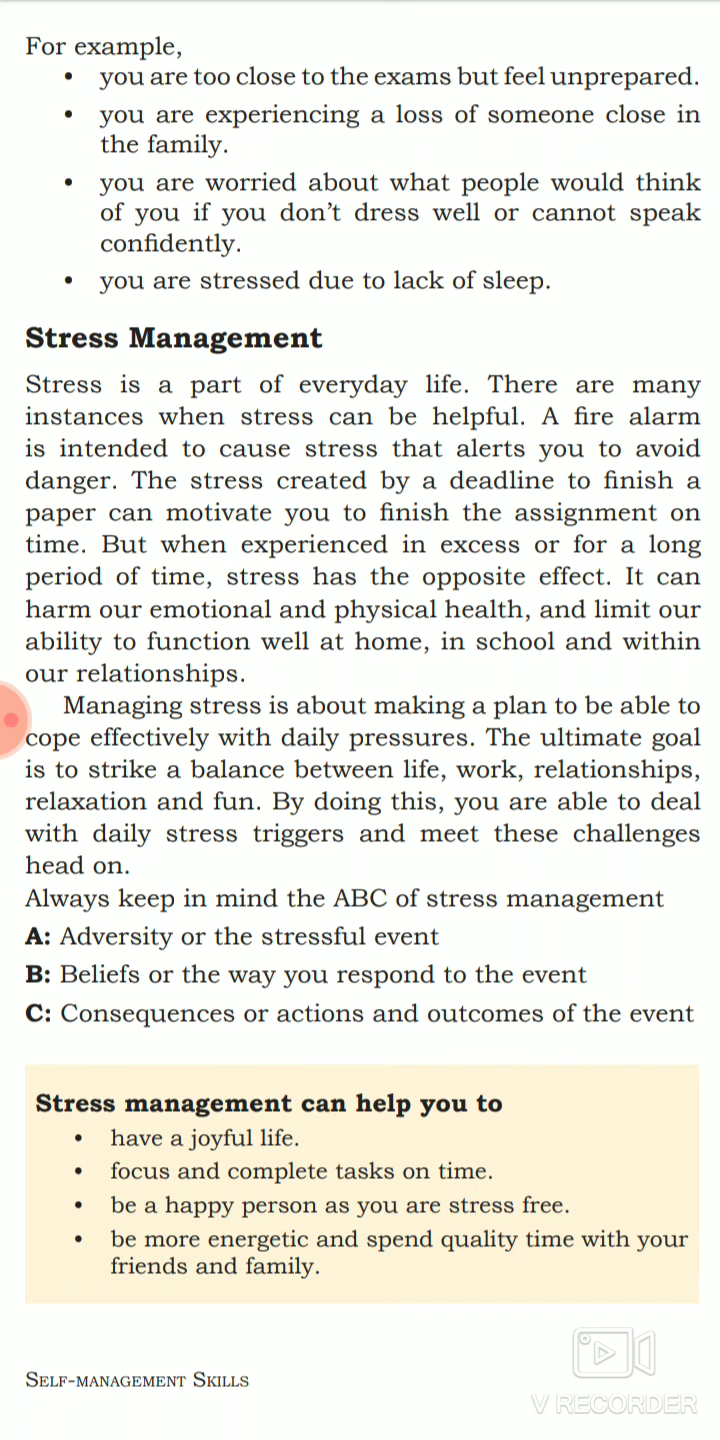 For example,
• you are too close to the exams but feel unprepared.
• you are experiencing a loss of someone close in
the family.
• you are worried about what people would think
of you if you don’t dress well or cannot speak
confidently.
• you are stressed due to lack of sleep.
Stress Management
Stress is a part of everyday life. There are many
instances when stress can be helpful. A fire alarm
is intended to cause stress that alerts you to avoid
danger. The stress created by a deadline to finish a
paper can motivate you to finish the assignment on
time. But when experienced in excess or for a long
period of time, stress has the opposite effect. It can
harm our emotional and physical health, and limit our
ability to function well at home, in school and within
our relationships.
Managing stress is about making a plan to be able to
cope effectively with daily pressures. The ultimate goal
is to strike a balance between life, work, relationships,
relaxation and fun. By doing this, you are able to deal
with daily stress triggers and meet these challenges
head on.
Always keep in mind the ABC of stress management
A: Adversity or the stressful event
B: Beliefs or the way you respond to the event
C: Consequences or actions and outcomes of the event
Stress management can help you to
• have a joyful life.
• focus and complete tasks on time.
• be a happy person as you are stress free.
• be more energetic and spend quality time with your
friends and family.
SELF-MANAGEMENT SKILLS
V RECORDER